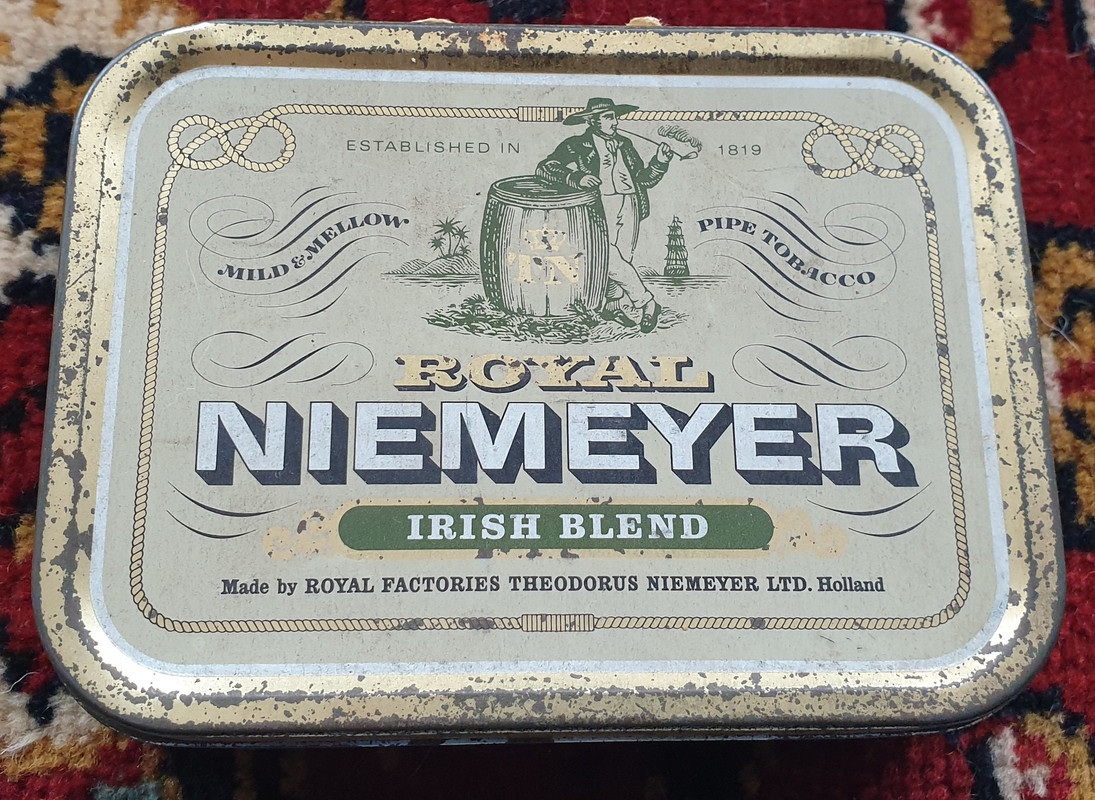 ESTABLISHED IN 1819
MILD & MELLOW
PIPE TOBACCO
TN
ROYAL
NIEMEYER
IRISH BLEND
Made by ROYAL FACTORIES THEODORUS NIEMEYER LTD. Holland